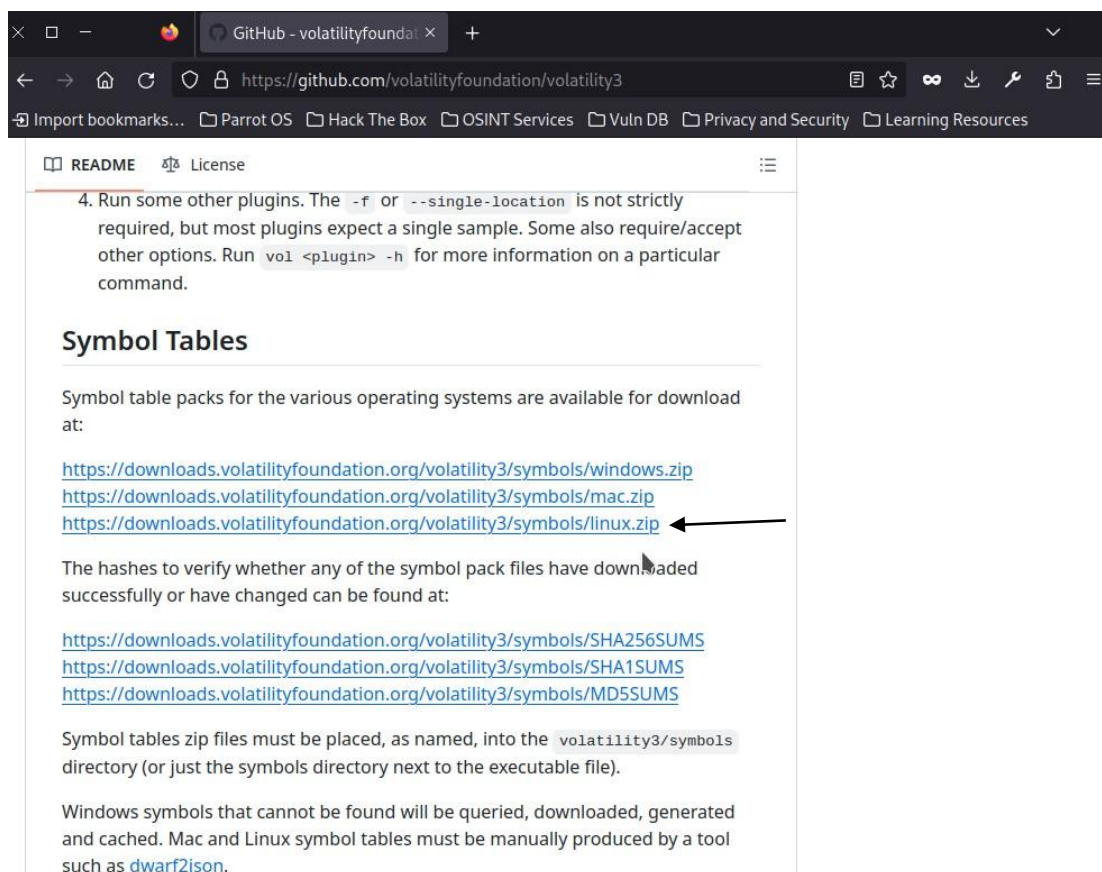 GitHub - volatilityfoundat
https://github.com/volatilityfoundation/volatility3
Import bookmarks... Parrot OS Hack The Box OSINT Services Vuln DB Privacy and Security Learning Resources
README License
4. Run some other plugins. The -f or --single-location is not strictly
required, but most plugins expect a single sample. Some also require/accept
other options. Run vol <plugin> -h for more information on a particular
command.
Symbol Tables
Symbol table packs for the various operating systems are available for download
at:
https://downloads.volatilityfoundation.org/volatility3/symbols/windows.zip
https://downloads.volatilityfoundation.org/volatility3/symbols/mac.zip
https://downloads.volatilityfoundation.org/volatility3/symbols/linux.zip
The hashes to verify whether any of the symbol pack files have downloaded
successfully or have changed can be found at:
https://downloads.volatilityfoundation.org/volatility3/symbols/SHA256SUMS
https://downloads.volatilityfoundation.org/volatility3/symbols/SHA1SUMS
https://downloads.volatilityfoundation.org/volatility3/symbols/MD5SUMS
Symbol tables zip files must be placed, as named, into the volatility3/symbols
directory (or just the symbols directory next to the executable file).
Windows symbols that cannot be found will be queried, downloaded, generated
and cached. Mac and Linux symbol tables must be manually produced by a tool
such as dwarf2json.